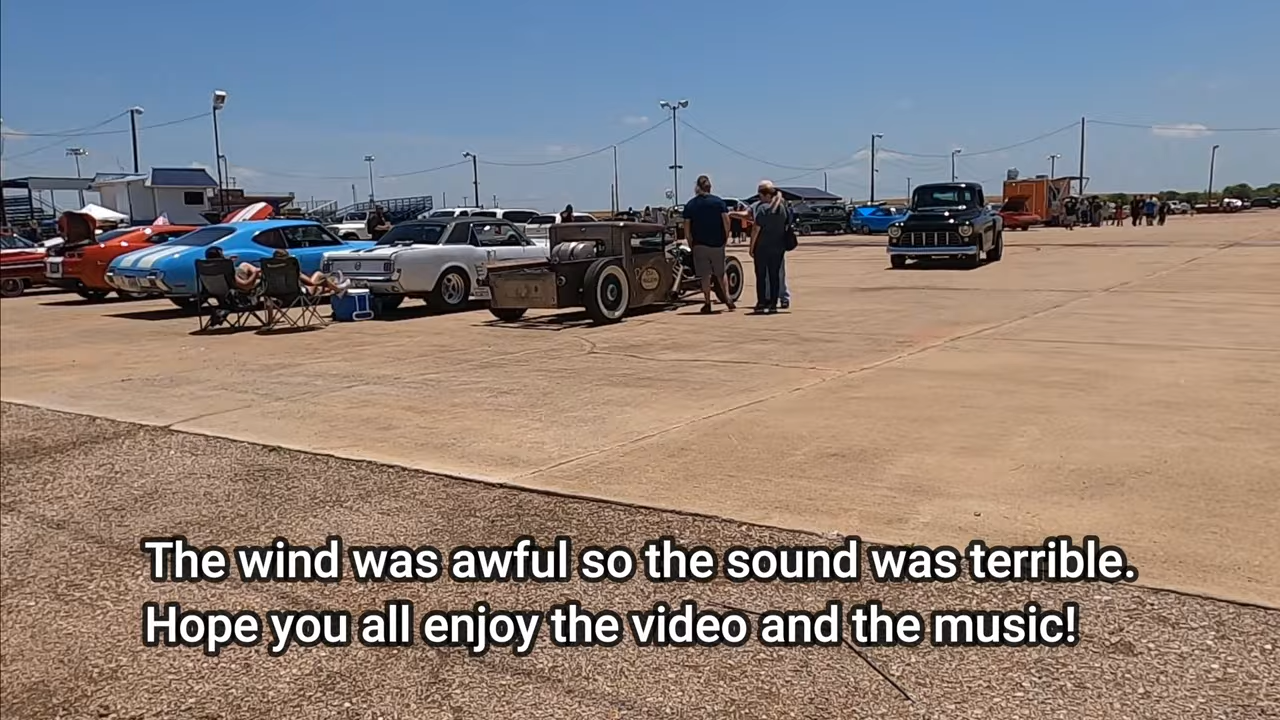 The wind was awful so the sound was terrible.
Hope you all enjoy the video and the music!